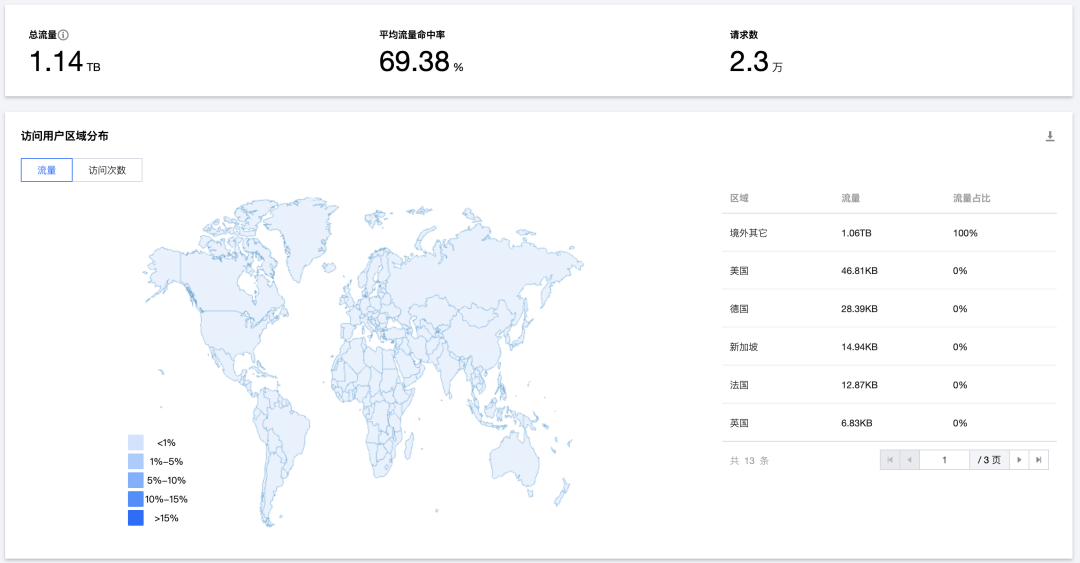 总流量 平均流量命中率 请求数
1.14 TB 69.38 % 2.3 万
访问用户区域分布
流量 访问次数
区域 流量 流量占比
境外其它 1.06TB 100%
美国 46.81KB 0%
德国 28.39KB 0%
新加坡 14.94KB 0%
法国 12.87KB 0%
英国 6.83KB 0%
<1%
1%–5%
5%–10%
10%–15%
>15%
共 13 条 1 / 3 页